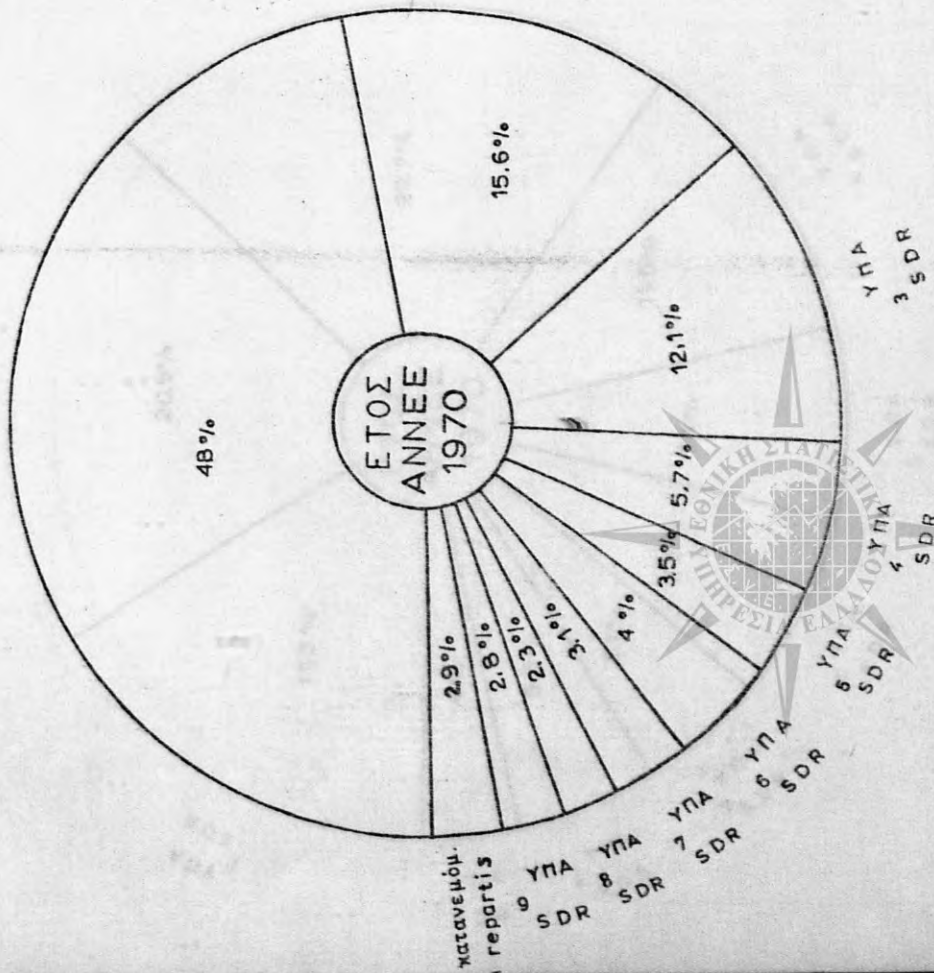 48%
15.6%
12.1%
5.7%
3.5%
4%
3,1%
2.3%
2.8%
2.9%
ΕΤΟΣ
ANNEE
1970
ΥΠΑ
3 SDR
4 ΥΠΑ
SDR
ΥΠΑ
5 SDR
ΥΠΑ
6 SDR
ΥΠΑ
7 SDR
ΥΠΑ
8 SDR
ΥΠΑ
9 SDR
κατανεμόμ.
repartis
ΕΘΝΙΚΗ ΣΤΑΤΙΣΤΙΚΗ
ΥΠΗΡΕΣΙΑ ΕΛΛΑΔΟΣ